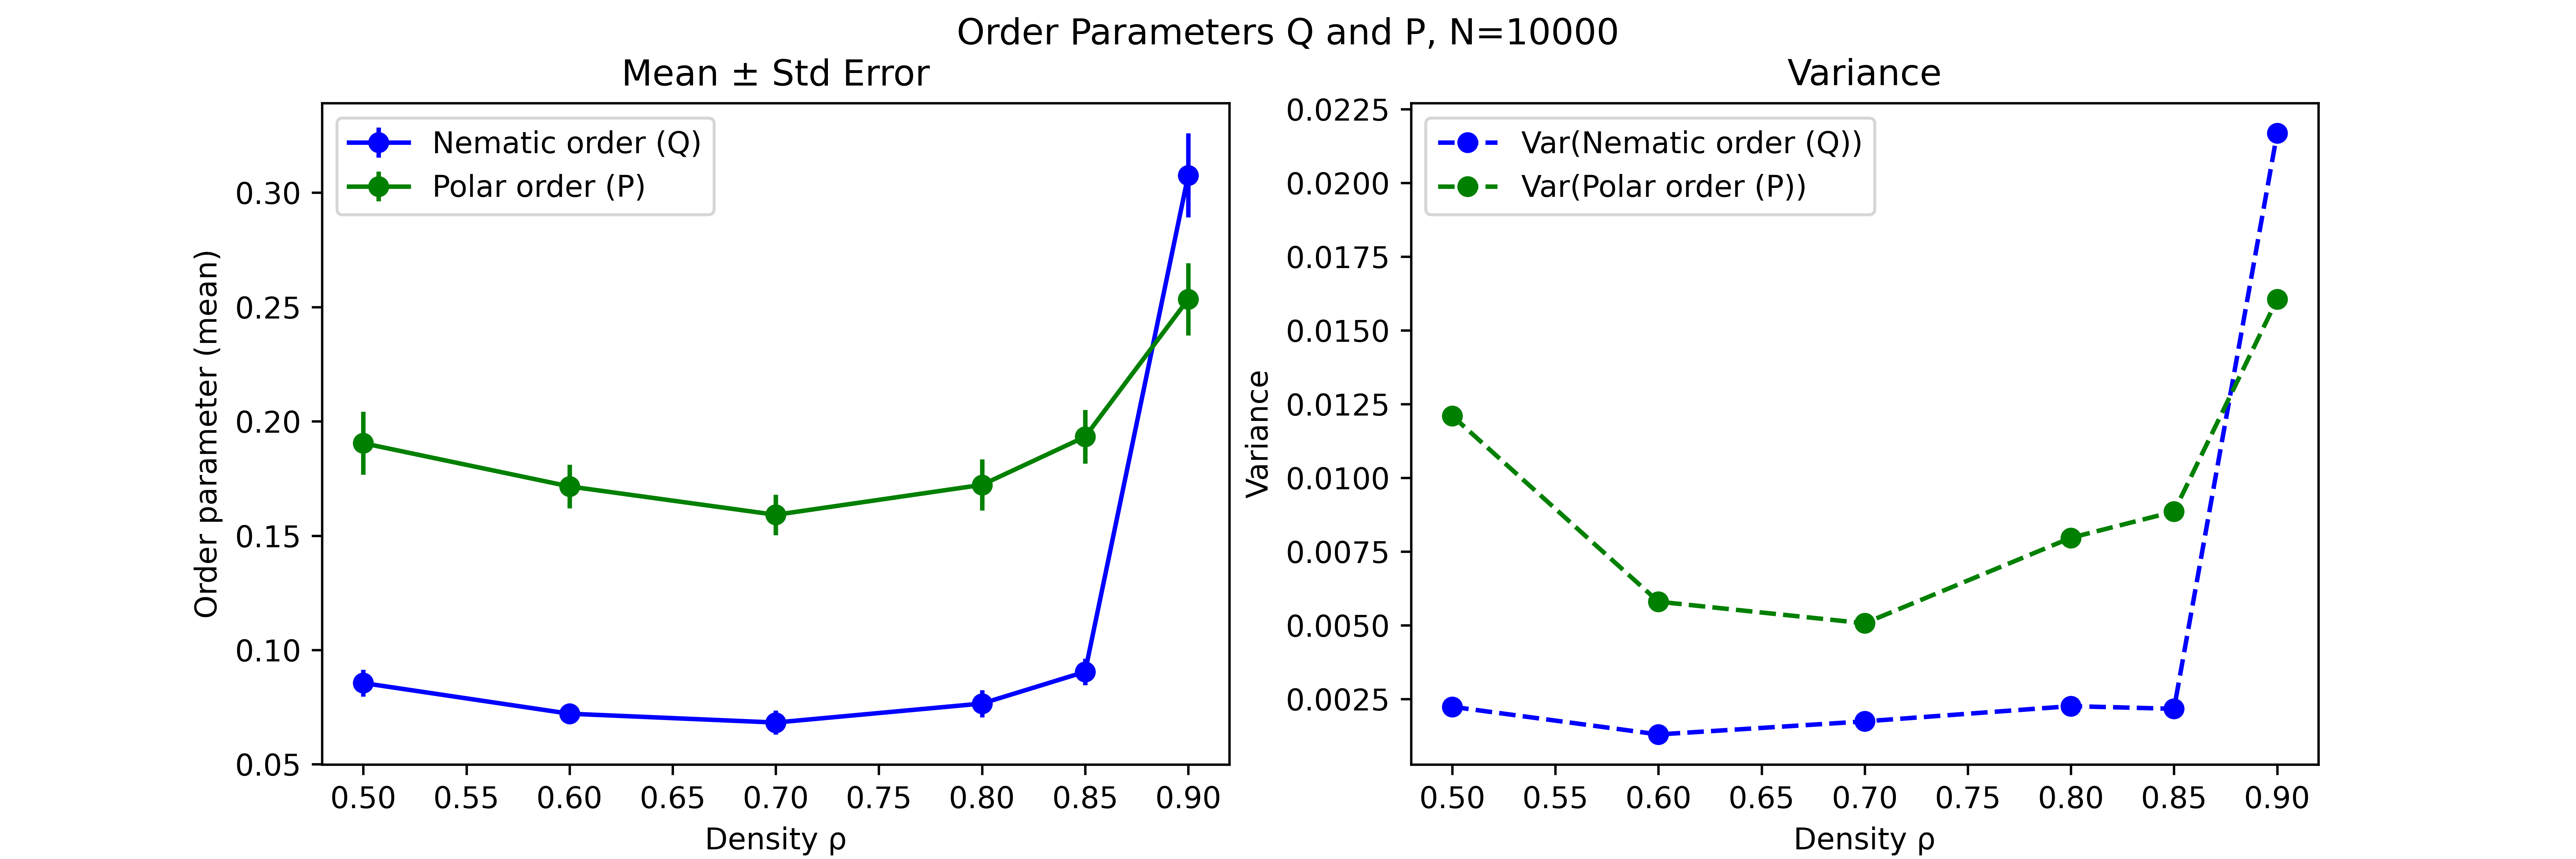 Order Parameters Q and P, N=10000
Mean ± Std Error
Nematic order (Q)
Polar order (P)
Order parameter (mean)
0.30
0.25
0.20
0.15
0.10
0.05
0.50 0.55 0.60 0.65 0.70 0.75 0.80 0.85 0.90
Density ρ
Variance
Var(Nematic order (Q))
Var(Polar order (P))
Variance
0.0225
0.0200
0.0175
0.0150
0.0125
0.0100
0.0075
0.0050
0.0025
0.50 0.55 0.60 0.65 0.70 0.75 0.80 0.85 0.90
Density ρ